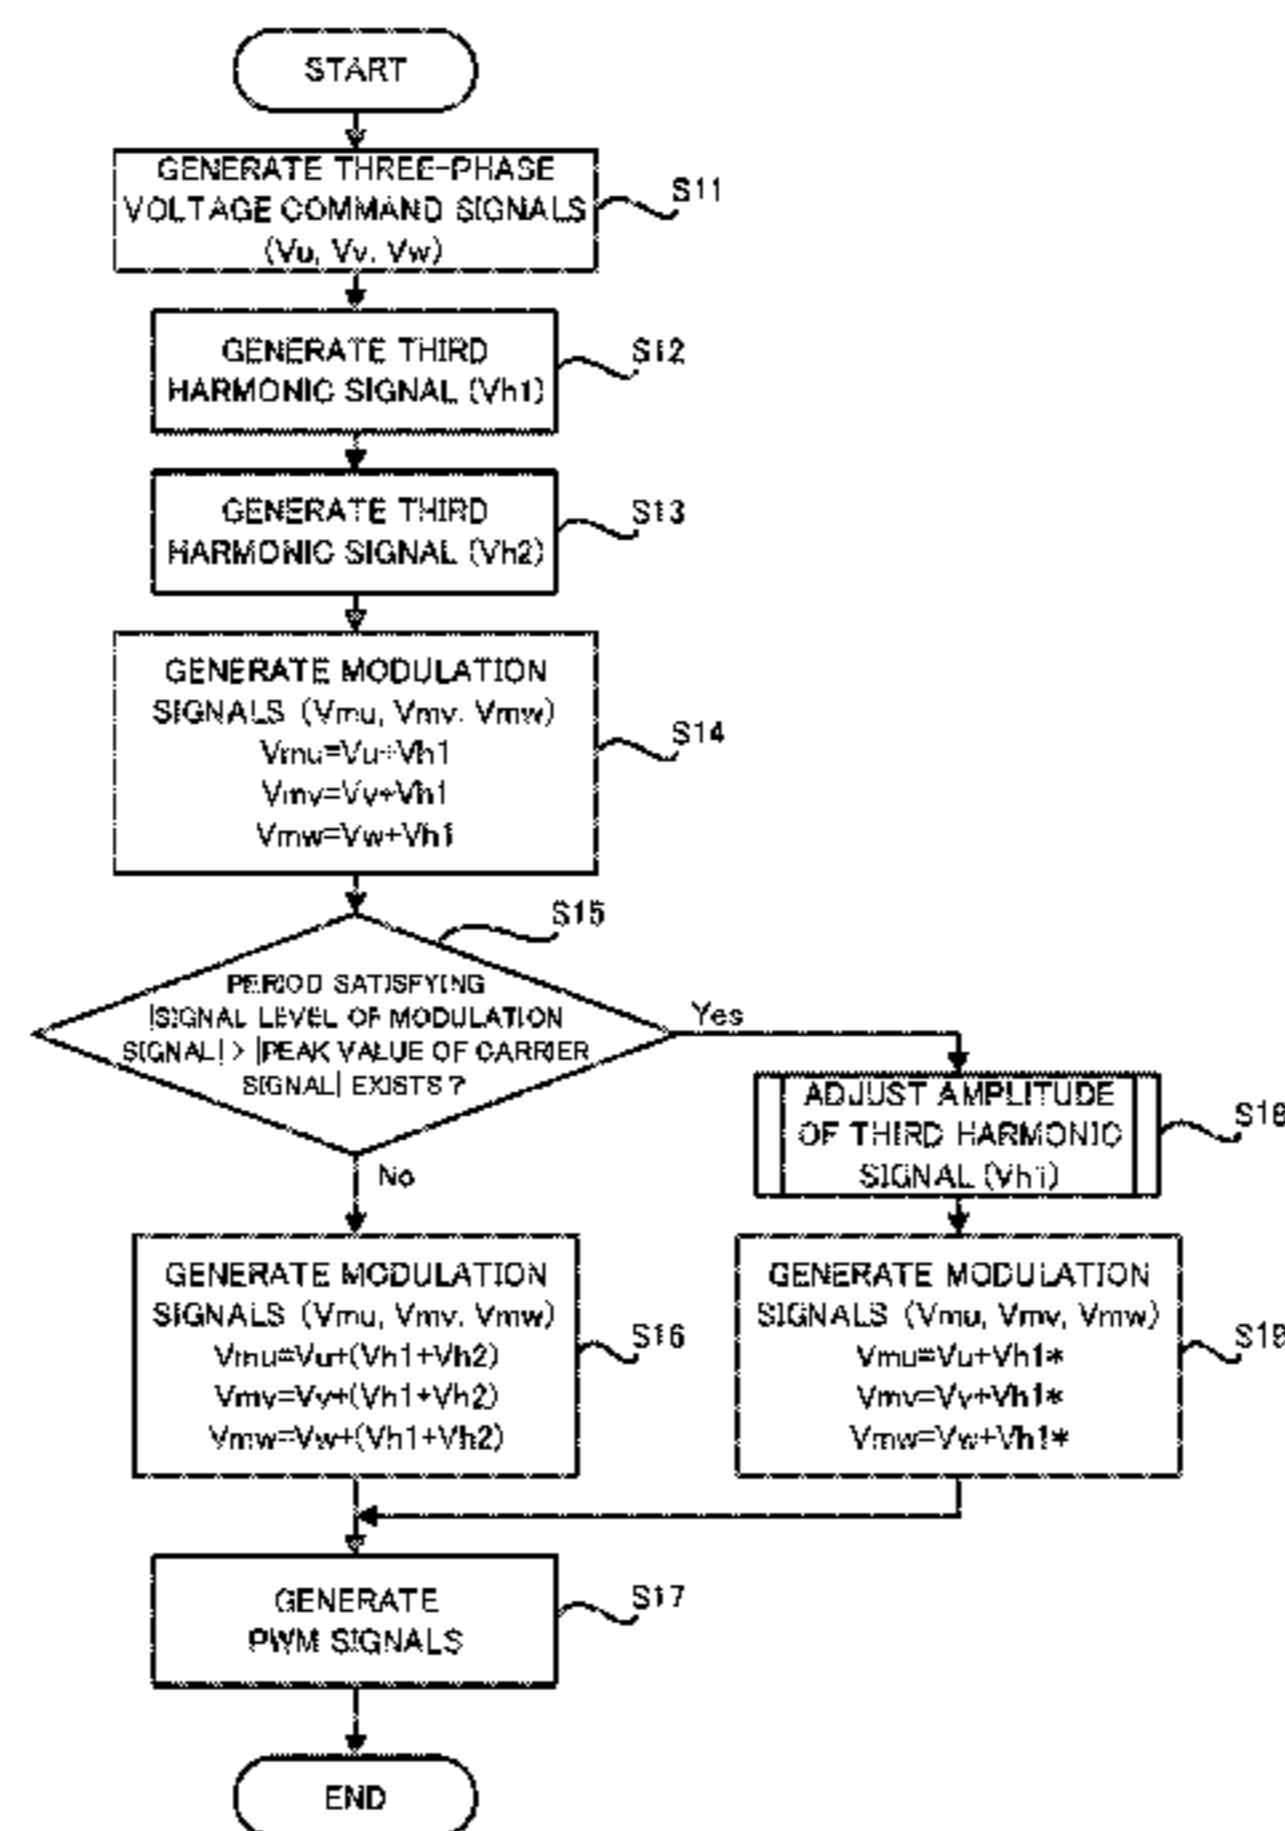 START
GENERATE THREE-PHASE
VOLTAGE COMMAND SIGNALS
(Vu, Vv, Vw)
S11
GENERATE THIRD
HARMONIC SIGNAL (Vh1)
S12
GENERATE THIRD
HARMONIC SIGNAL (Vh2)
S13
GENERATE MODULATION
SIGNALS (Vmu, Vmv, Vmw)
Vmu=Vu+Vh1
Vmv=Vv+Vh1
Vmw=Vw+Vh1
S14
S15
PERIOD SATISFYING
|SIGNAL LEVEL OF MODULATION
SIGNAL| > |PEAK VALUE OF CARRIER
SIGNAL| EXISTS?
Yes
No
ADJUST AMPLITUDE
OF THIRD HARMONIC
SIGNAL (Vh1)
S18
GENERATE MODULATION
SIGNALS (Vmu, Vmv, Vmw)
Vmu=Vu+(Vh1+Vh2)
Vmv=Vv+(Vh1+Vh2)
Vmw=Vw+(Vh1+Vh2)
S16
GENERATE MODULATION
SIGNALS (Vmu, Vmv, Vmw)
Vmu=Vu+Vh1*
Vmv=Vv+Vh1*
Vmw=Vw+Vh1*
S19
GENERATE
PWM SIGNALS
S17
END